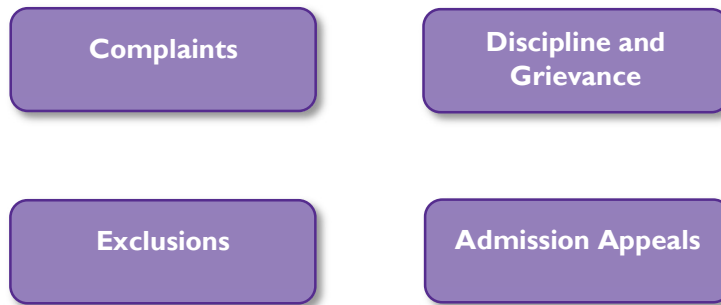 Complaints
Discipline and
Grievance
Exclusions
Admission Appeals